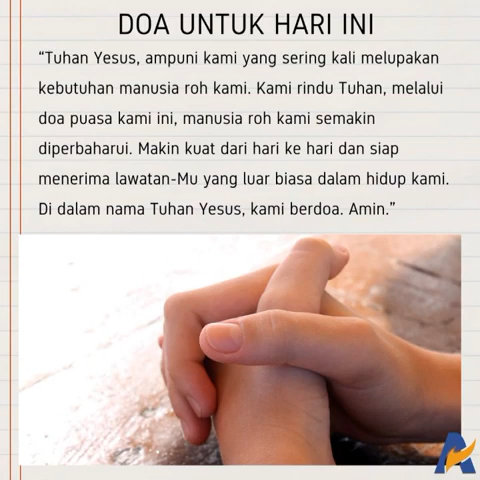 DOA UNTUK HARI INI
“Tuhan Yesus, ampuni kami yang sering kali melupakan
kebutuhan manusia roh kami. Kami rindu Tuhan, melalui
doa puasa kami ini, manusia roh kami semakin
diperbaharui. Makin kuat dari hari ke hari dan siap
menerima lawatan-Mu yang luar biasa dalam hidup kami.
Di dalam nama Tuhan Yesus, kami berdoa. Amin.”